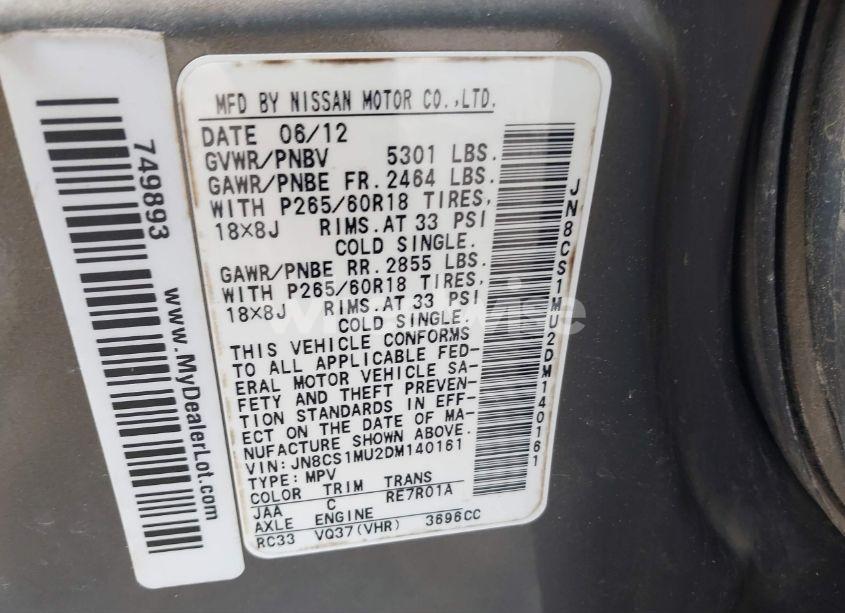 749893
www.MyDealerLot.com
MFD BY NISSAN MOTOR CO.,LTD.
DATE 06/12
GVWR/PNBV 5301 LBS.
GAWR/PNBE FR. 2464 LBS.
WITH P265/60R18 TIRES,
18X8J RIMS.AT 33 PSI
COLD SINGLE.
GAWR/PNBE RR. 2855 LBS.
WITH P265/60R18 TIRES,
18X8J RIMS.AT 33 PSI
COLD SINGLE.
THIS VEHICLE CONFORMS
TO ALL APPLICABLE FED-
ERAL MOTOR VEHICLE SA-
FETY AND THEFT PREVEN-
TION STANDARDS IN EFF-
ECT ON THE DATE OF MA-
NUFACTURE SHOWN ABOVE.
VIN:JN8CS1MU2DM140161
TYPE: MPV
COLOR TRIM TRANS
JAA C RE7R01A
AXLE ENGINE
RC33 VQ37(VHR) 3696CC
JN8CS1MU2DM140161